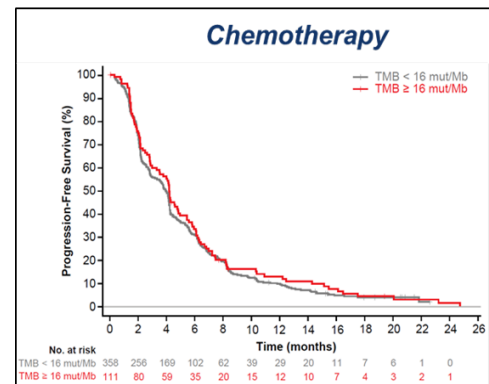 Chemotherapy
TMB < 16 mut/Mb
TMB ≥ 16 mut/Mb
Progression-Free Survival (%)
100
90
80
70
60
50
40
30
20
10
0
0 2 4 6 8 10 12 14 16 18 20 22 24 26
Time (months)
No. at risk
TMB < 16 mut/Mb 358 256 169 102 62 39 29 20 11 7 6 1 0
TMB ≥ 16 mut/Mb 111 80 59 35 20 15 12 10 7 4 3 2 1